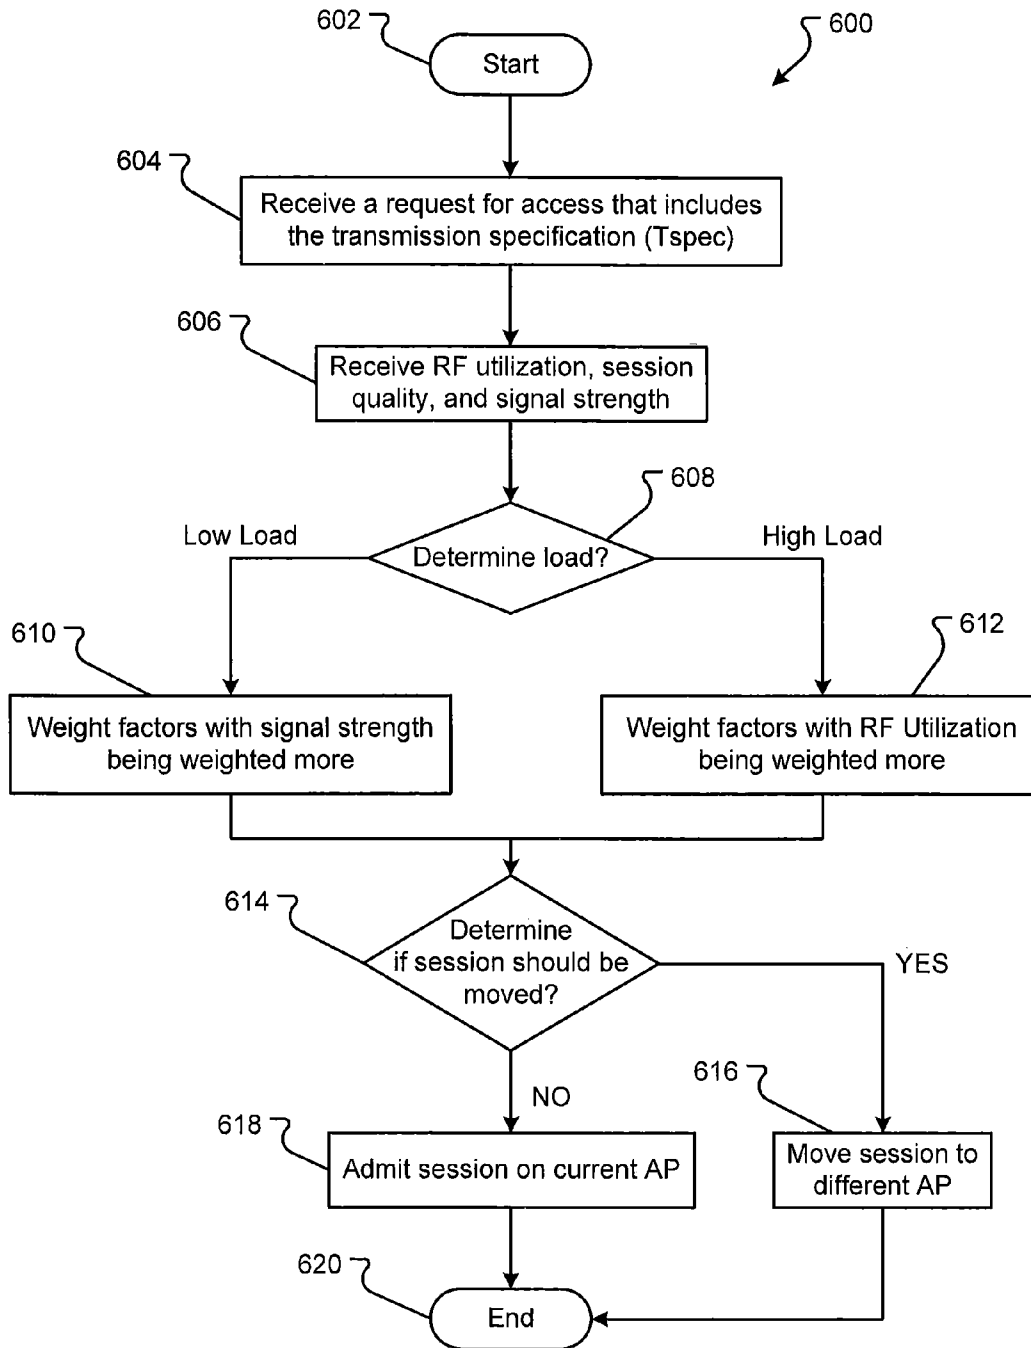 602
Start
600
604
Receive a request for access that includes
the transmission specification (Tspec)
606
Receive RF utilization, session
quality, and signal strength
608
Low Load
Determine load?
High Load
610
612
Weight factors with signal strength
being weighted more
Weight factors with RF Utilization
being weighted more
614
Determine
if session should be
moved?
YES
NO
616
618
Admit session on current AP
Move session to
different AP
620
End